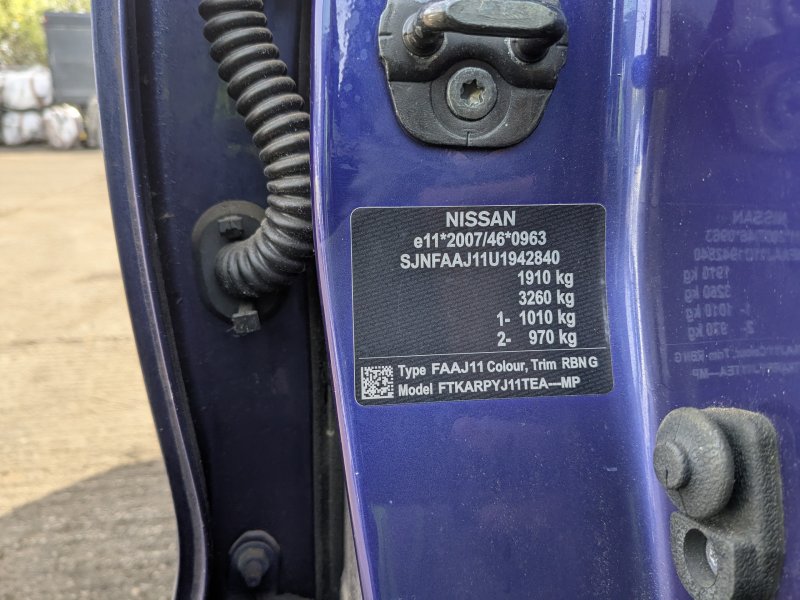 NISSAN
e11*2007/46*0963
SJNFAAJ11U1942840
1910 kg
3260 kg
1- 1010 kg
2- 970 kg
Type FAAJ11 Colour, Trim RBN G
Model FTKARPYJ11TEA--MP